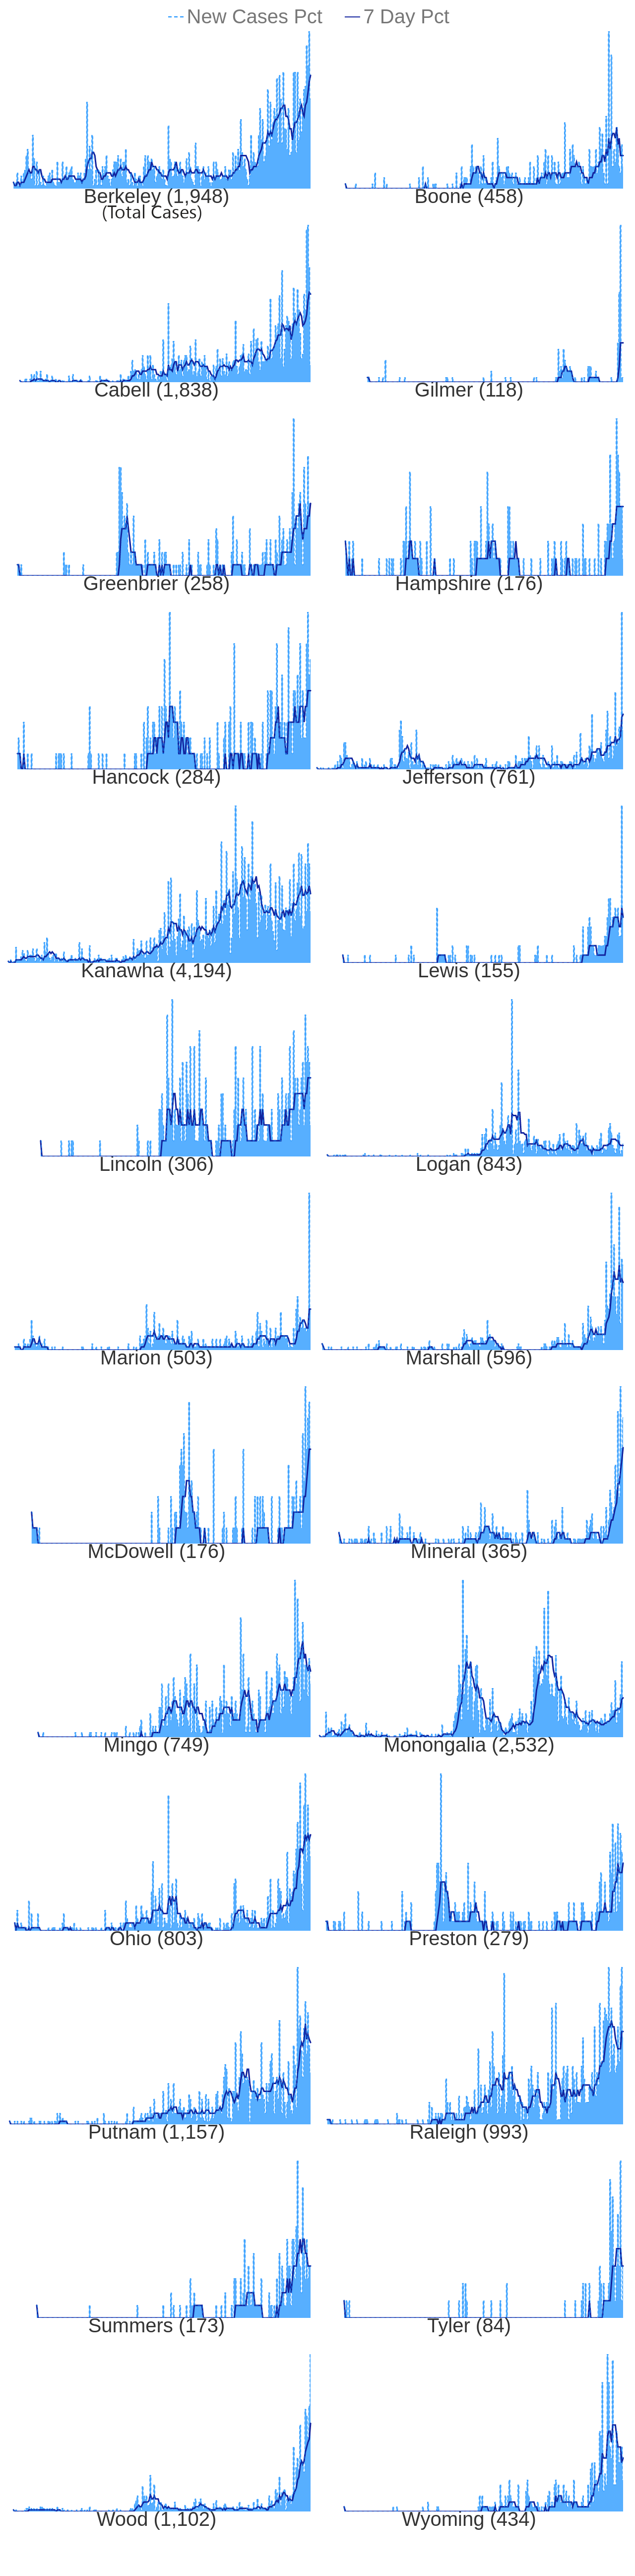 New Cases Pct 7 Day Pct
Berkeley (1,948) Boone (458)
(Total Cases)
Cabell (1,838) Gilmer (118)
Greenbrier (258) Hampshire (176)
Hancock (284) Jefferson (761)
Kanawha (4,194) Lewis (155)
Lincoln (306) Logan (843)
Marion (503) Marshall (596)
McDowell (176) Mineral (365)
Mingo (749) Monongalia (2,532)
Ohio (803) Preston (279)
Putnam (1,157) Raleigh (993)
Summers (173) Tyler (84)
Wood (1,102) Wyoming (434)